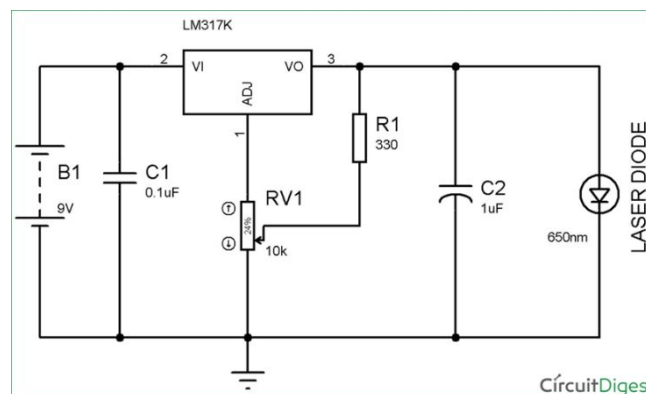 LM317K
2
VI
VO
3
ADJ
1
B1
9V
C1
0.1uF
RV1
24%
10k
R1
330
C2
1uF
650nm
LASER DIODE
CírcuitDiges